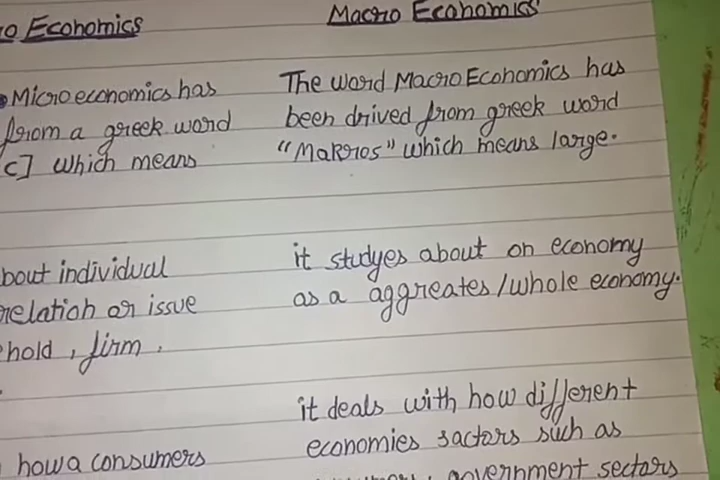 ro Economics
Microeconomics has
from a greek word
c] which means
bout individual
relation or issue
hold, firm.
how a consumers
Macro Economics
The word Macro Economics has
been drived from greek word
"Makros" which means large.
it studyes about on economy
as a aggreates/whole economy.
it deals with how different
economies sactors such as
government sectors